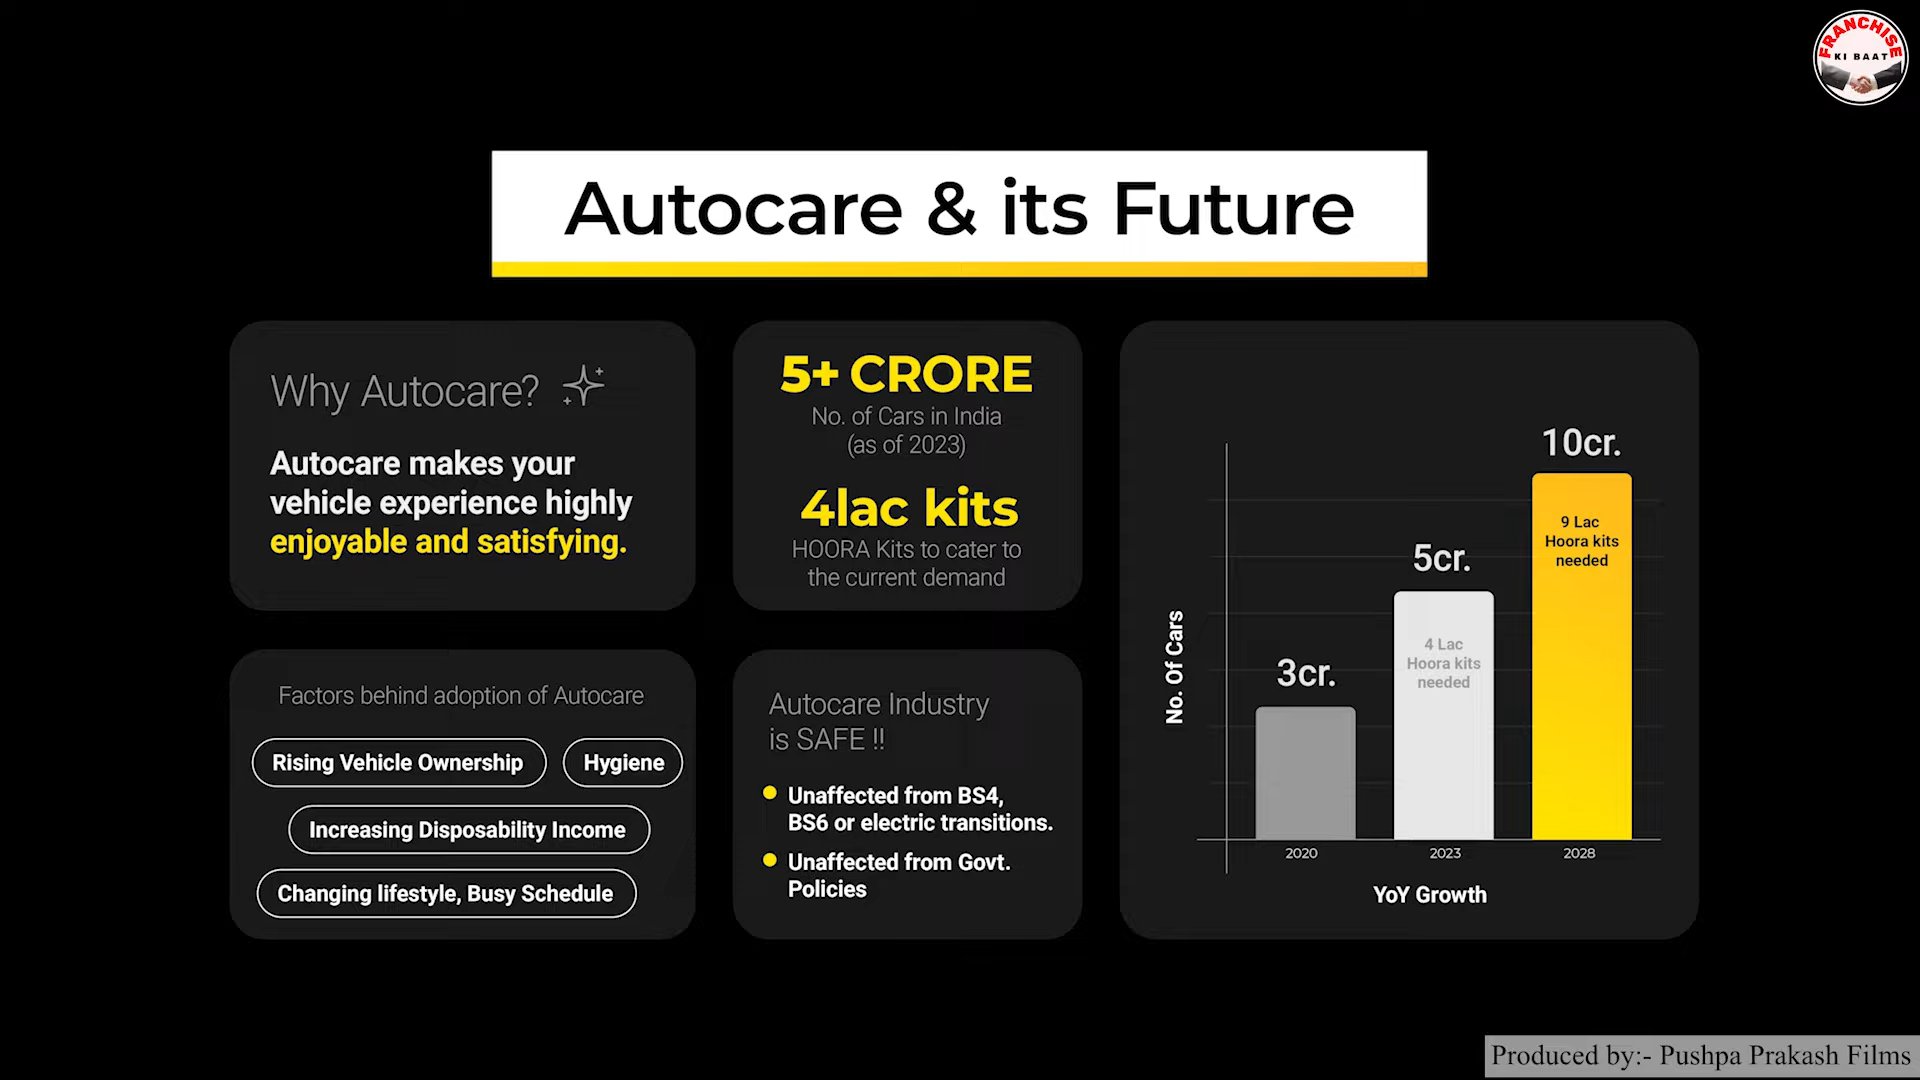 FRANCHISE
KI BAAT
Autocare & its Future
Why Autocare?
Autocare makes your
vehicle experience highly
enjoyable and satisfying.
5+ CRORE
No. of Cars in India
(as of 2023)
4lac kits
HOORA Kits to cater to
the current demand
Factors behind adoption of Autocare
Rising Vehicle Ownership
Hygiene
Increasing Disposability Income
Changing lifestyle, Busy Schedule
Autocare Industry
is SAFE !!
Unaffected from BS4,
BS6 or electric transitions.
Unaffected from Govt.
Policies
No. Of Cars
3cr.
5cr.
4 Lac
Hoora kits
needed
10cr.
9 Lac
Hoora kits
needed
2020
2023
2028
YoY Growth
Produced by:- Pushpa Prakash Films